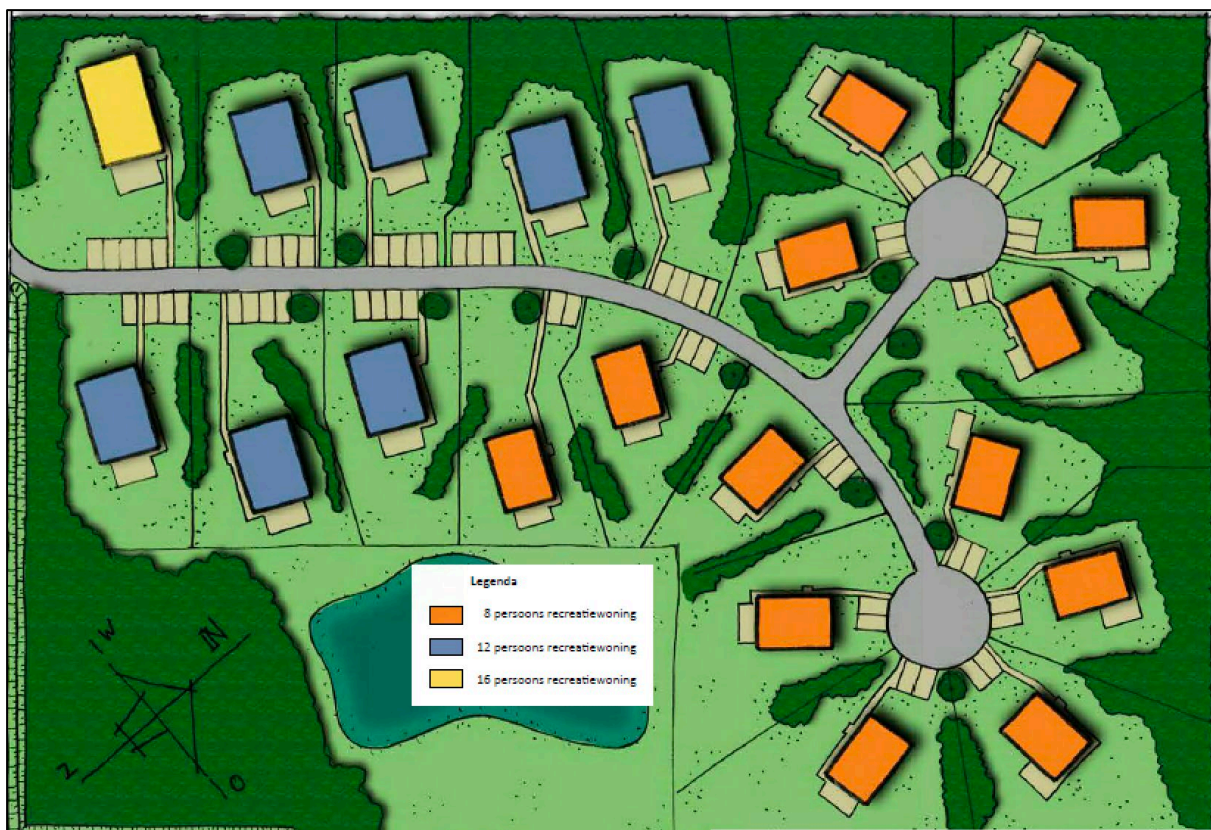 Legenda
8 persoons recreatiewoning
12 persoons recreatiewoning
16 persoons recreatiewoning
W
N
Z
O